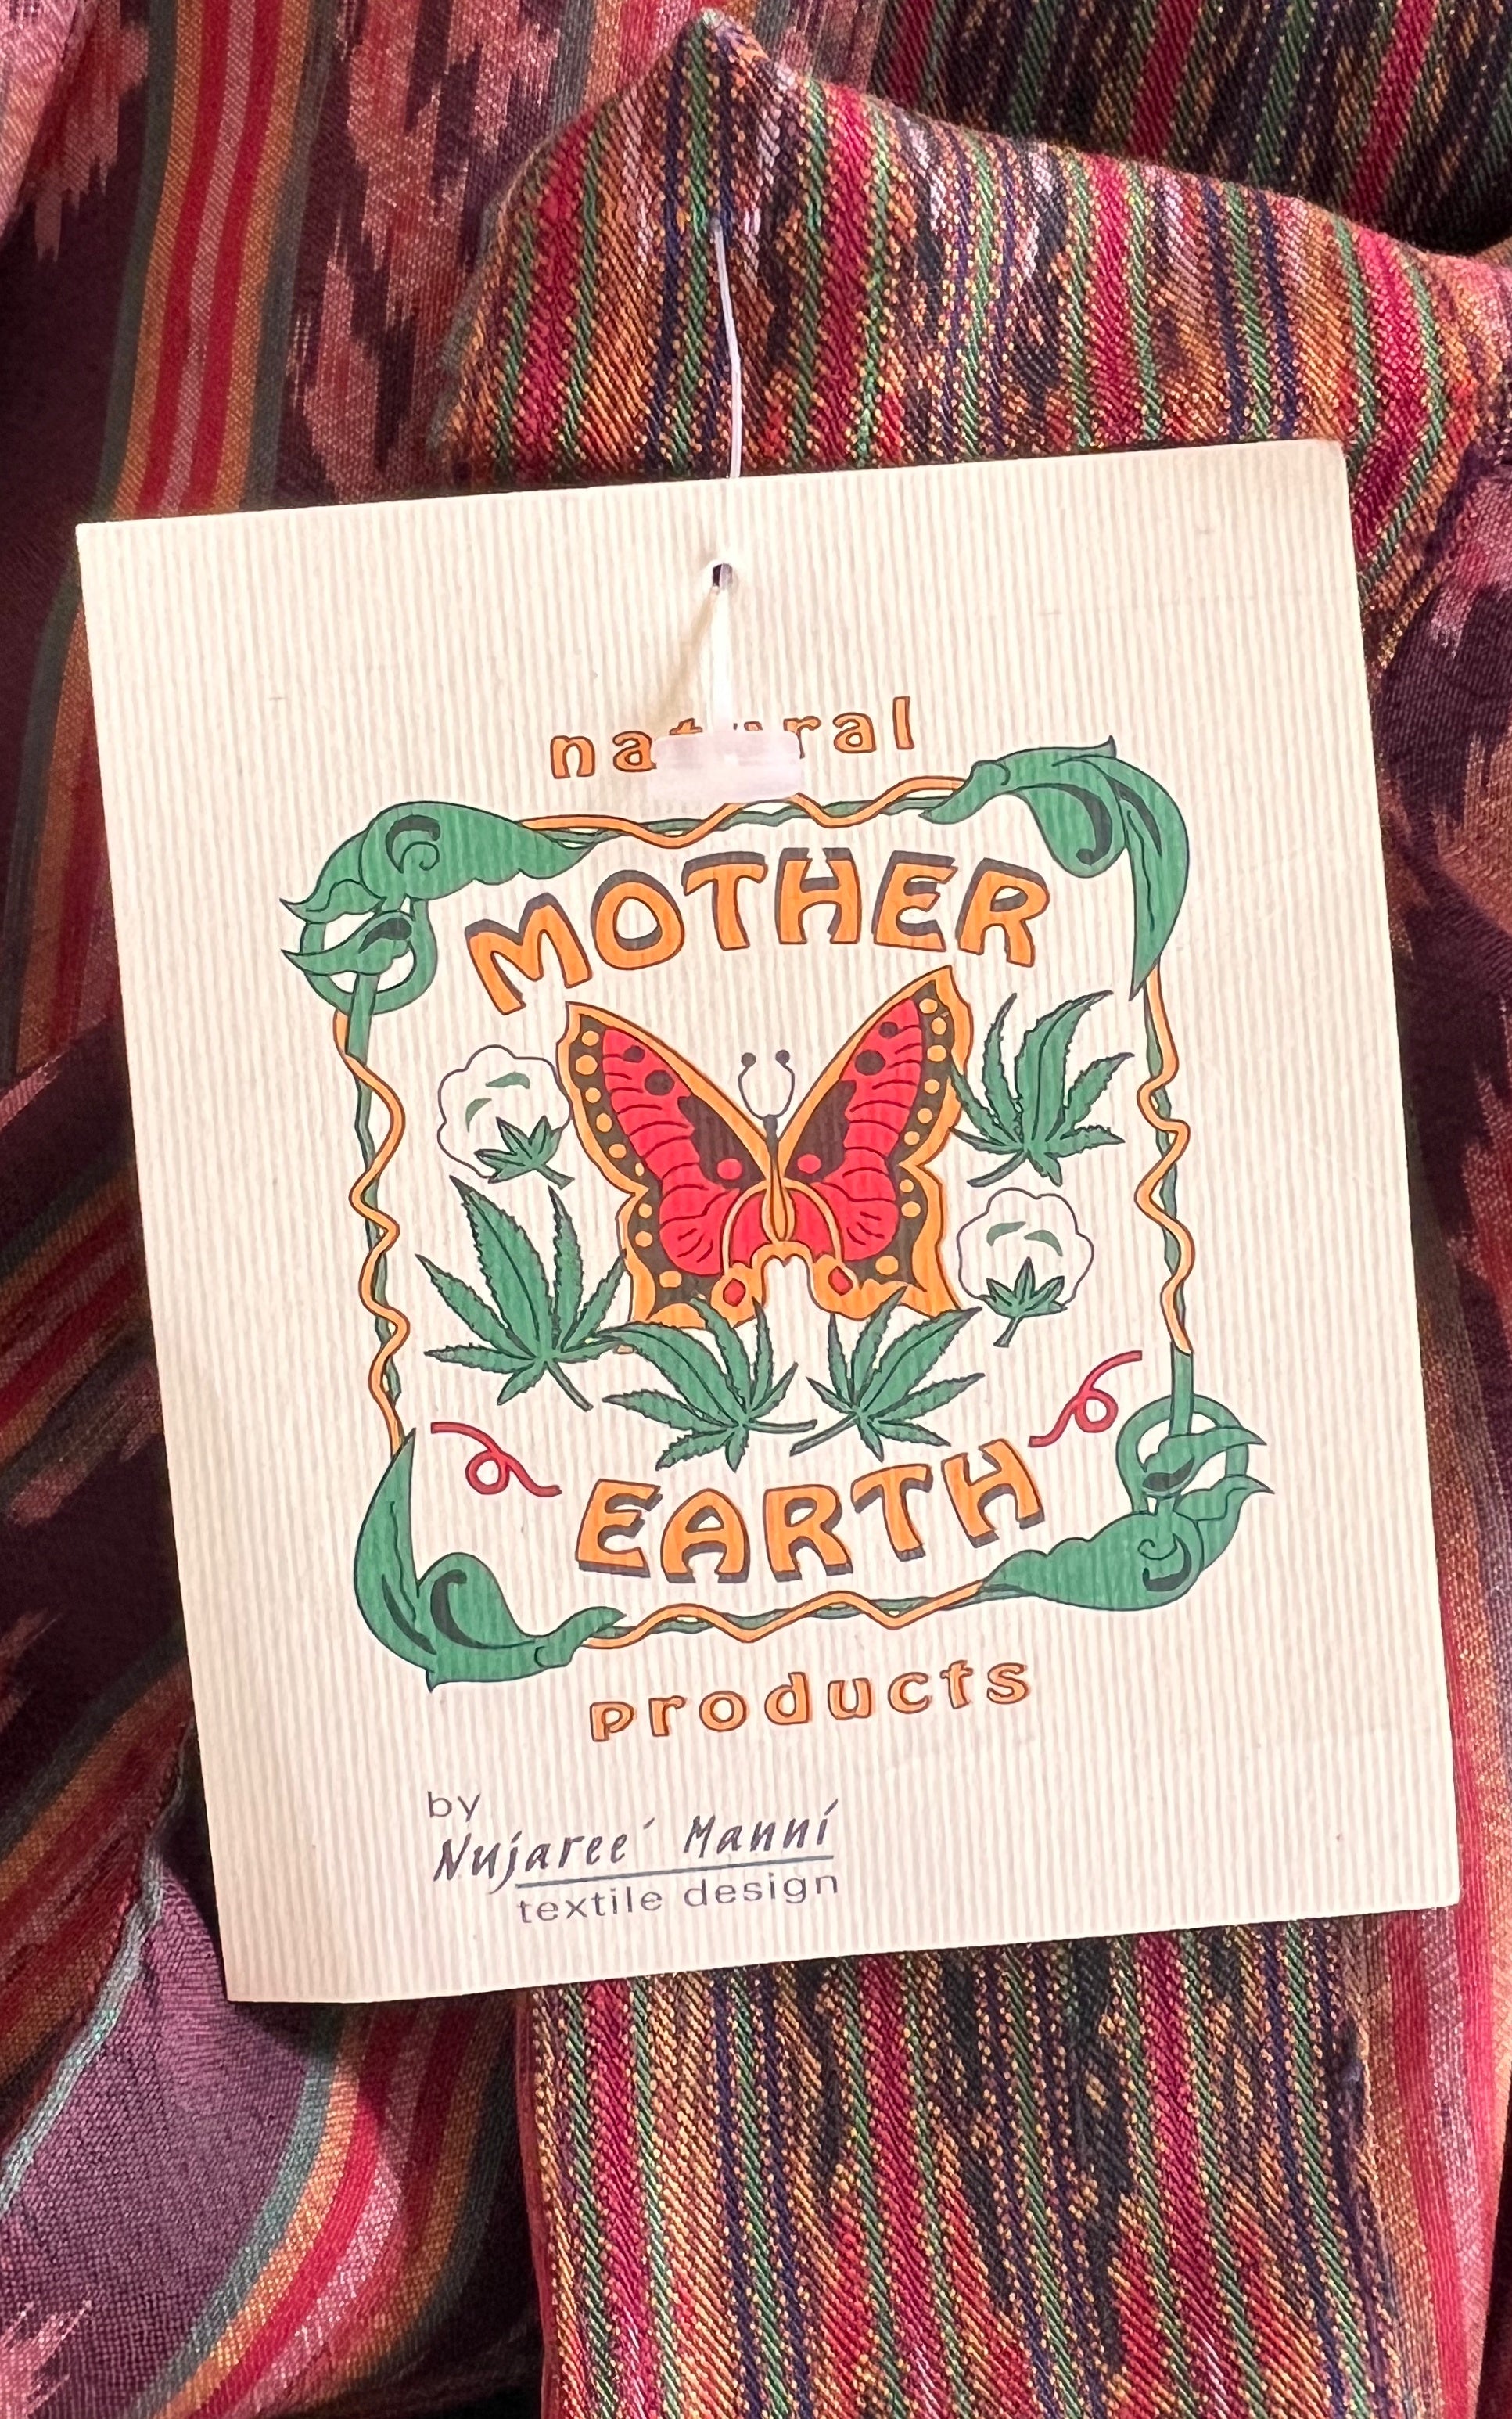 natural
MOTHER
EARTH
products
by
Nujaree´ Manní
textile design